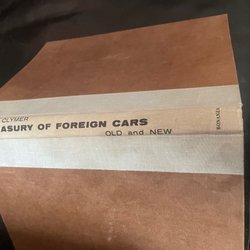 CLYMER
ASURY OF FOREIGN CARS
OLD and NEW
BONANZA